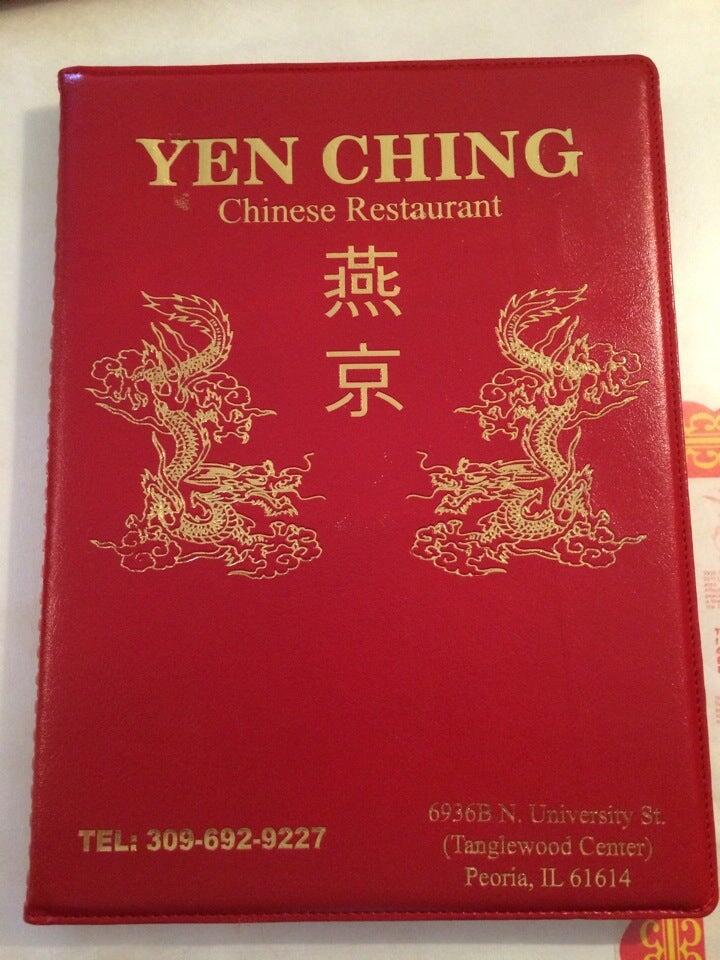 YEN CHING
Chinese Restaurant
燕
京
TEL: 309-692-9227
6936B N. University St.
(Tanglewood Center)
Peoria, IL 61614